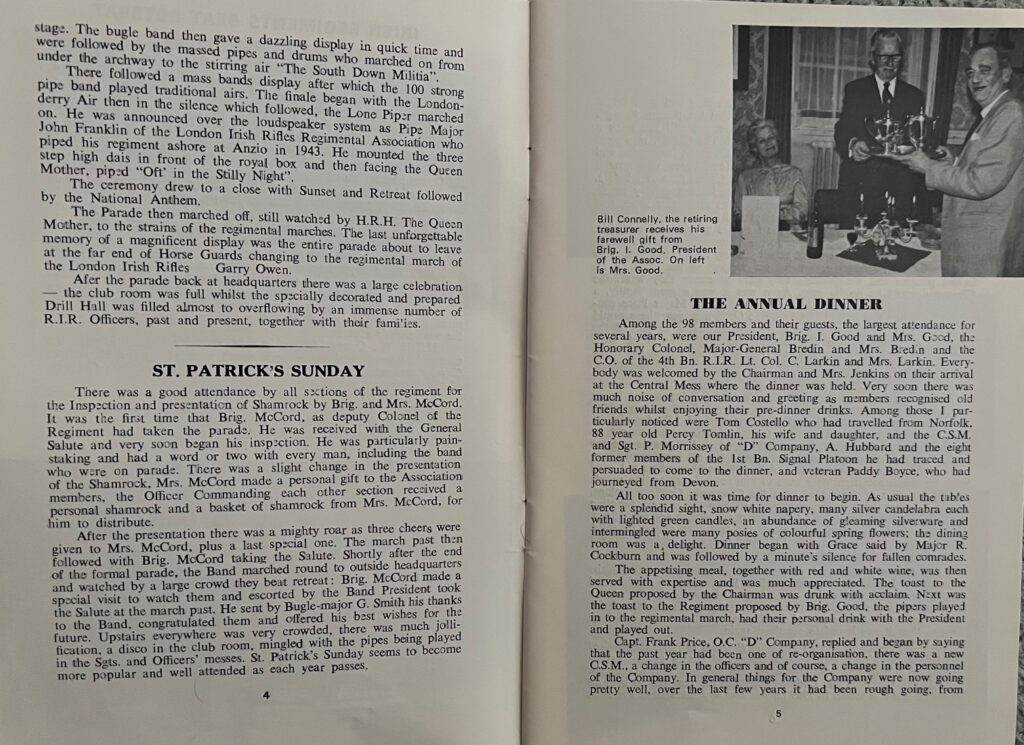 stage. The bugle band then gave a dazzling display in quick time and
were followed by the massed pipes and drums who marched on from
under the archway to the stirring air "The South Down Militia".
There followed a mass bands display after which the 100 strong
pipe band played traditional airs. The finale began with the London-
derry Air then in the silence which followed, the Lone Piper marched
on. He was announced over the loudspeaker system as Pipe Major
John Franklin of the London Irish Rifles Regimental Association who
piped his regiment ashore at Anzio in 1943. He mounted the three
step high dais in front of the royal box and then facing the Queen
Mother, piped "Oft' in the Stilly Night".
The ceremony drew to a close with Sunset and Retreat followed
by the National Anthem.
The Parade then marched off, still watched by H.R.H. The Queen
Mother, to the strains of the regimental marches. The last unforgettable
memory of a magnificent display was the entire parade about to leave
at the far end of Horse Guards changing to the regimental march of
the London Irish Rifles Garry Owen.
Afer the parade back at headquarters there was a large celebration
— the club room was full whilst the specially decorated and prepared
Drill Hall was filled almost to overflowing by an immense number of
R.I.R. Officers, past and present, together with their families.
ST. PATRICK'S SUNDAY
There was a good attendance by all sections of the regiment for
the Inspection and presentation of Shamrock by Brig. and Mrs. McCord.
It was the first time that Brig. McCord, as deputy Colonel of the
Regiment had taken the parade. He was received with the General
Salute and very soon began his inspection. He was particularly pain-
staking and had a word or two with every man, including the band
who were on parade. There was a slight change in the presentation
of the Shamrock, Mrs. McCord made a personal gift to the Association
members, the Officer Commanding each other section received a
personal shamrock and a basket of shamrock from Mrs. McCord, for
him to distribute.
After the presentation there was a mighty roar as three cheers were
given to Mrs. McCord, plus a last special one. The march past then
followed with Brig. McCord taking the Salute. Shortly after the end
of the formal parade, the Band marched round to outside headquarters
and watched by a large crowd they beat retreat: Brig. McCord made a
special visit to watch them and escorted by the Band President took
the Salute at the march past. He sent by Bugle-major G. Smith his thanks
to the Band, congratulated them and offered his best wishes for the
future. Upstairs everywhere was very crowded, there was much jolli-
fication, a disco in the club room, mingled with the pipes being played
in the Sgts. and Officers' messes. St. Patrick's Sunday seems to become
more popular and well attended as each year passes.
4
Bill Connelly, the retiring
treasurer receives his
farewell gift from
Brig. I. Good, President
of the Assoc. On left
is Mrs. Good.
THE ANNUAL DINNER
Among the 98 members and their guests, the largest attendance for
several years, were our President, Brig. I. Good and Mrs. Good, the
Honorary Colonel, Major-General Bredin and Mrs. Bredin and the
C.O. of the 4th Bn. R.I.R. Lt. Col. C. Larkin and Mrs. Larkin. Every-
body was welcomed by the Chairman and Mrs. Jenkins on their arrival
at the Central Mess where the dinner was held. Very soon there was
much noise of conversation and greeting as members recognised old
friends whilst enjoying their pre-dinner drinks. Among those I par-
ticularly noticed were Tom Costello who had travelled from Norfolk,
88 year old Percy Tomlin, his wife and daughter, and the C.S.M.
and Sgt. P. Morrissey of "D" Company, A. Hubbard and the eight
former members of the 1st Bn. Signal Platoon he had traced and
persuaded to come to the dinner, and veteran Paddy Boyce, who had
journeyed from Devon.
All too soon it was time for dinner to begin. As usual the tables
were a splendid sight, snow white napery, many silver candelabra each
with lighted green candles, an abundance of gleaming silverware and
intermingled were many posies of colourful spring flowers; the dining
room was a delight. Dinner began with Grace said by Major R.
Cockburn and was followed by a minute's silence for fallen comrades.
The appetising meal, together with red and white wine, was then
served with expertise and was much appreciated. The toast to the
Queen proposed by the Chairman was drunk with acclaim. Next was
the toast to the Regiment proposed by Brig. Good, the pipers played
in to the regimental march, had their personal drink with the President
and played out.
Capt. Frank Price, O.C. "D" Company, replied and began by saying
that the past year had been one of re-organisation, there was a new
C.S.M., a change in the officers and of course, a change in the personnel
of the Company. In general things for the Company were now going
pretty well, over the last few years it had been rough going, from
5